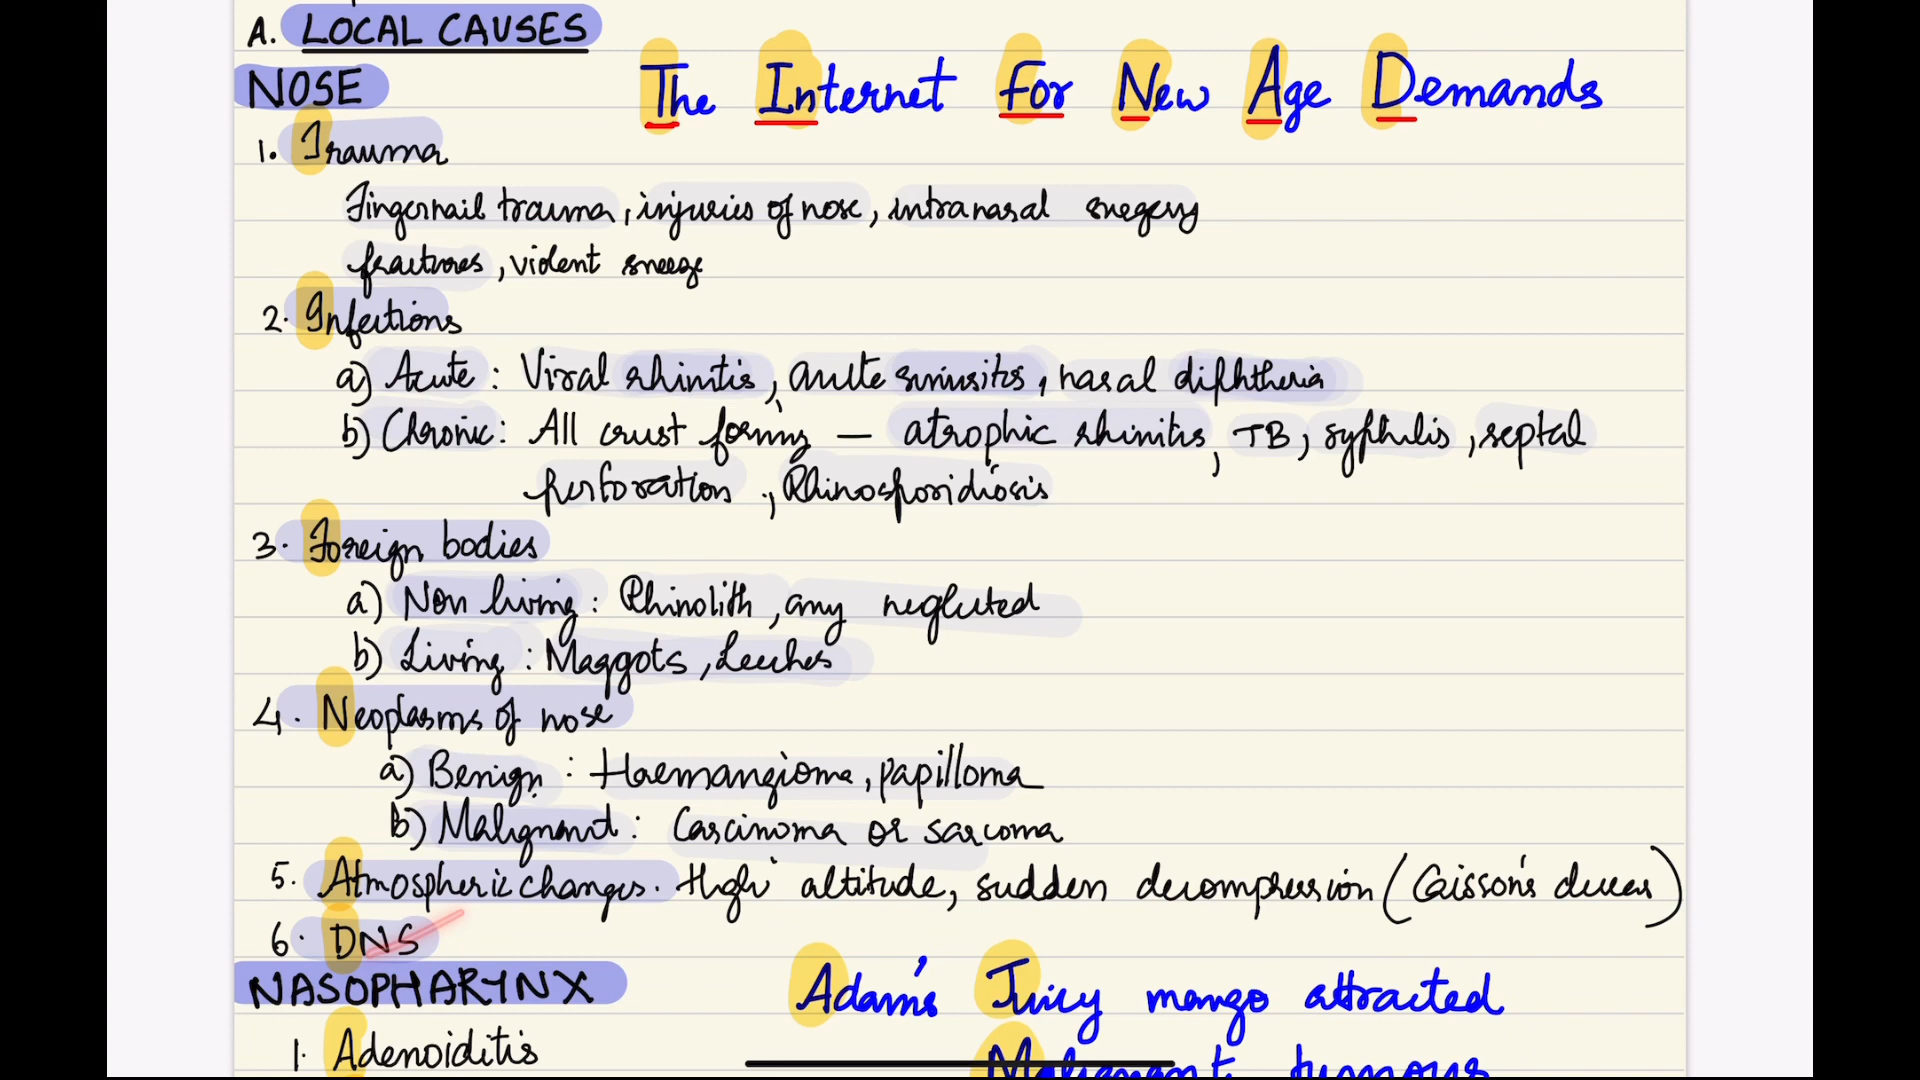 A. LOCAL CAUSES
NOSE
The Internet For New Age Demands
1. Trauma
Fingernail trauma, injuries of nose, intranasal surgery
fractures, violent sneeze
2. Infections
a) Acute : Viral rhinitis, acute sinusitis, nasal diphtheria
b) Chronic : All crust forming — atrophic rhinitis, TB, syphilis, septal
perforation, Rhinosporidiosis
3. Foreign bodies
a) Non living : Rhinolith, any neglected
b) Living : Maggots, Leeches
4. Neoplasms of nose
a) Benign : Haemangioma, papilloma
b) Malignant : Carcinoma or sarcoma
5. Atmospheric changes. High altitude, sudden decompression (Caisson's
6. DNS
NASOPHARYNX
Adam's Juicy mango attracted
1. Adenoiditis
Malignant tumours